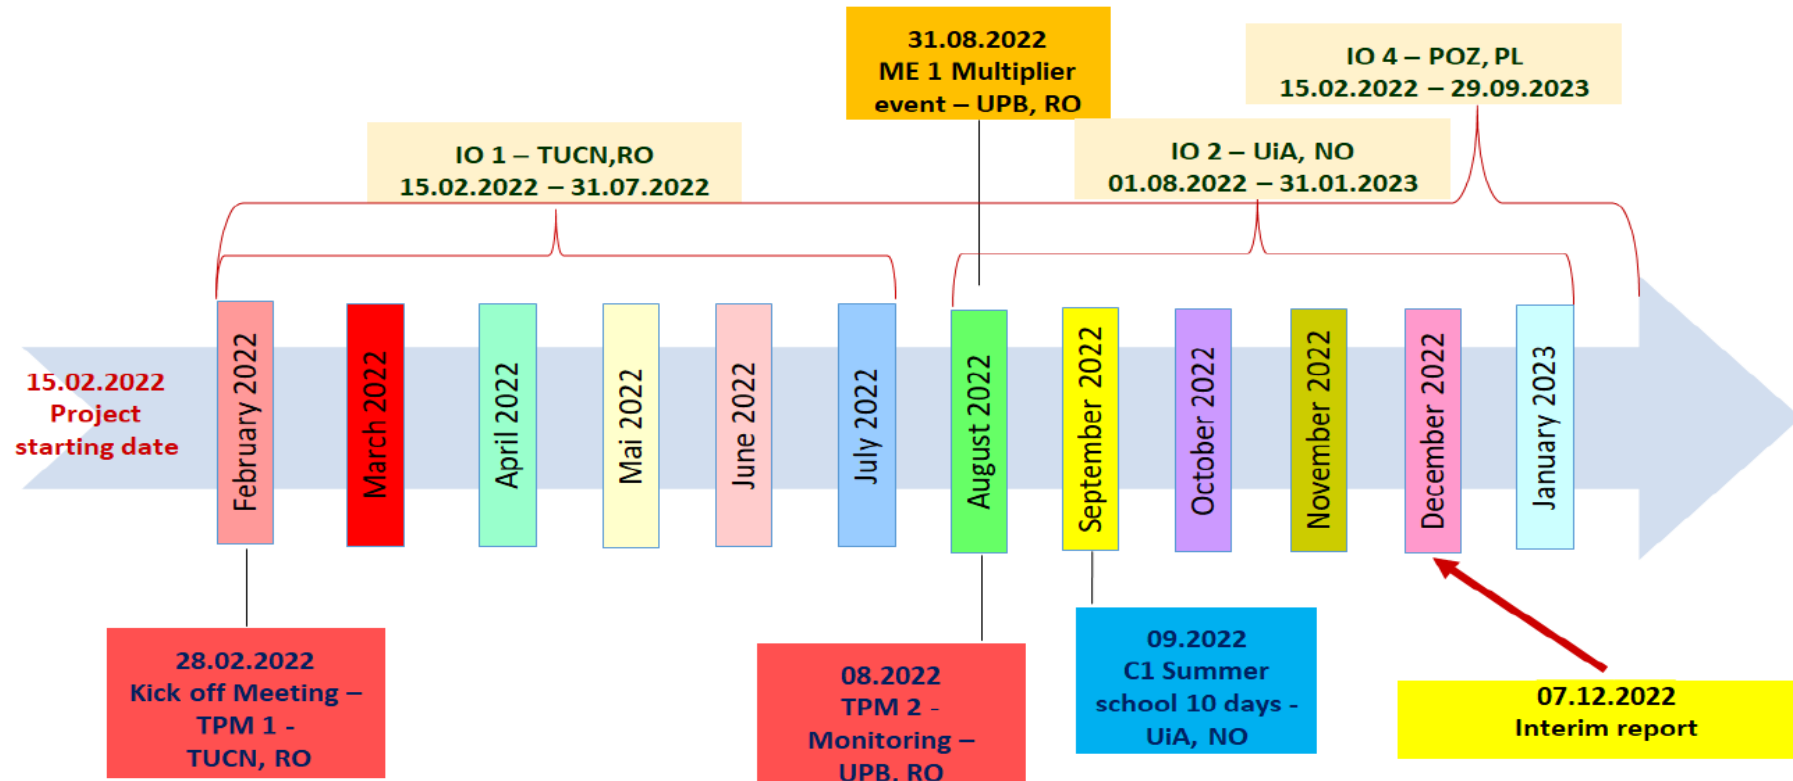 31.08.2022
ME 1 Multiplier
event – UPB, RO
IO 4 – POZ, PL
15.02.2022 – 29.09.2023
IO 1 – TUCN,RO
15.02.2022 – 31.07.2022
IO 2 – UiA, NO
01.08.2022 – 31.01.2023
15.02.2022
Project
starting date
February 2022
March 2022
April 2022
Mai 2022
June 2022
July 2022
August 2022
September 2022
October 2022
November 2022
December 2022
January 2023
28.02.2022
Kick off Meeting –
TPM 1 -
TUCN, RO
08.2022
TPM 2 -
Monitoring –
UPB, RO
09.2022
C1 Summer
school 10 days -
UiA, NO
07.12.2022
Interim report